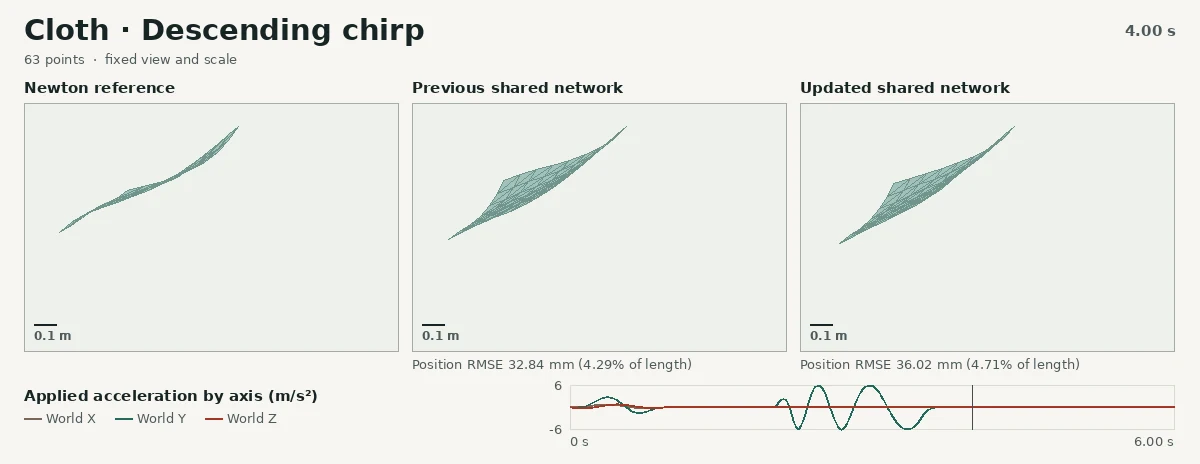 Cloth · Descending chirp
4.00 s
63 points · fixed view and scale
Newton reference
Previous shared network
Updated shared network
0.1 m
0.1 m
0.1 m
Position RMSE 32.84 mm (4.29% of length)
Position RMSE 36.02 mm (4.71% of length)
Applied acceleration by axis (m/s²)
World X
World Y
World Z
6
-6
0 s
6.00 s